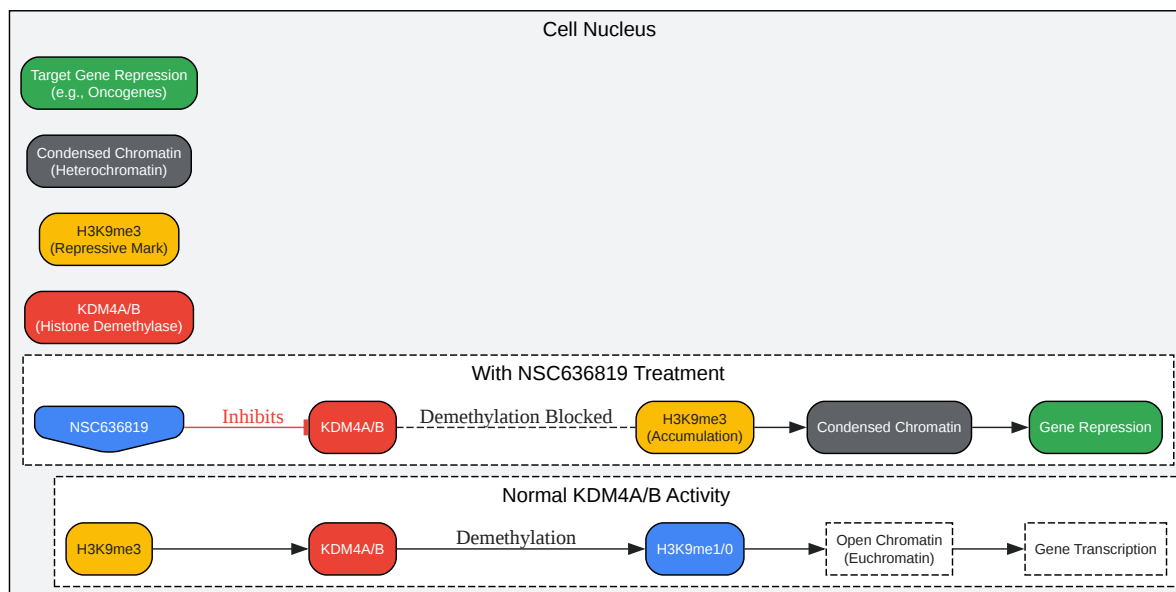 Cell Nucleus
Target Gene Repression
(e.g., Oncogenes)
Condensed Chromatin
(Heterochromatin)
H3K9me3
(Repressive Mark)
KDM4A/B
(Histone Demethylase)
With NSC636819 Treatment
NSC636819
Inhibits
KDM4A/B
Demethylation Blocked
H3K9me3
(Accumulation)
Condensed Chromatin
Gene Repression
Normal KDM4A/B Activity
H3K9me3
KDM4A/B
Demethylation
H3K9me1/0
Open Chromatin
(Euchromatin)
Gene Transcription